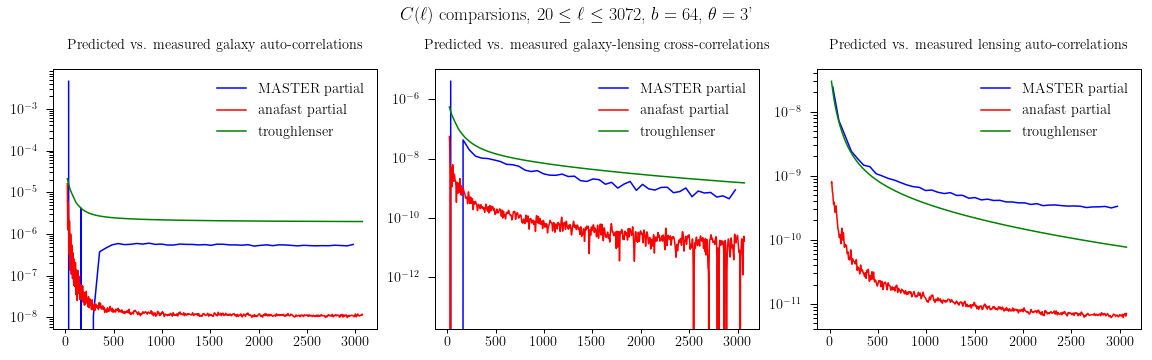 C(ℓ) comparsions, 20 ≤ ℓ ≤ 3072, b = 64, θ = 3'
Predicted vs. measured galaxy auto-correlations
MASTER partial
anafast partial
troughlenser
10⁻³
10⁻⁴
10⁻⁵
10⁻⁶
10⁻⁷
10⁻⁸
0 500 1000 1500 2000 2500 3000
Predicted vs. measured galaxy-lensing cross-correlations
MASTER partial
anafast partial
troughlenser
10⁻⁶
10⁻⁸
10⁻¹⁰
10⁻¹²
0 500 1000 1500 2000 2500 3000
Predicted vs. measured lensing auto-correlations
MASTER partial
anafast partial
troughlenser
10⁻⁸
10⁻⁹
10⁻¹⁰
10⁻¹¹
0 500 1000 1500 2000 2500 3000